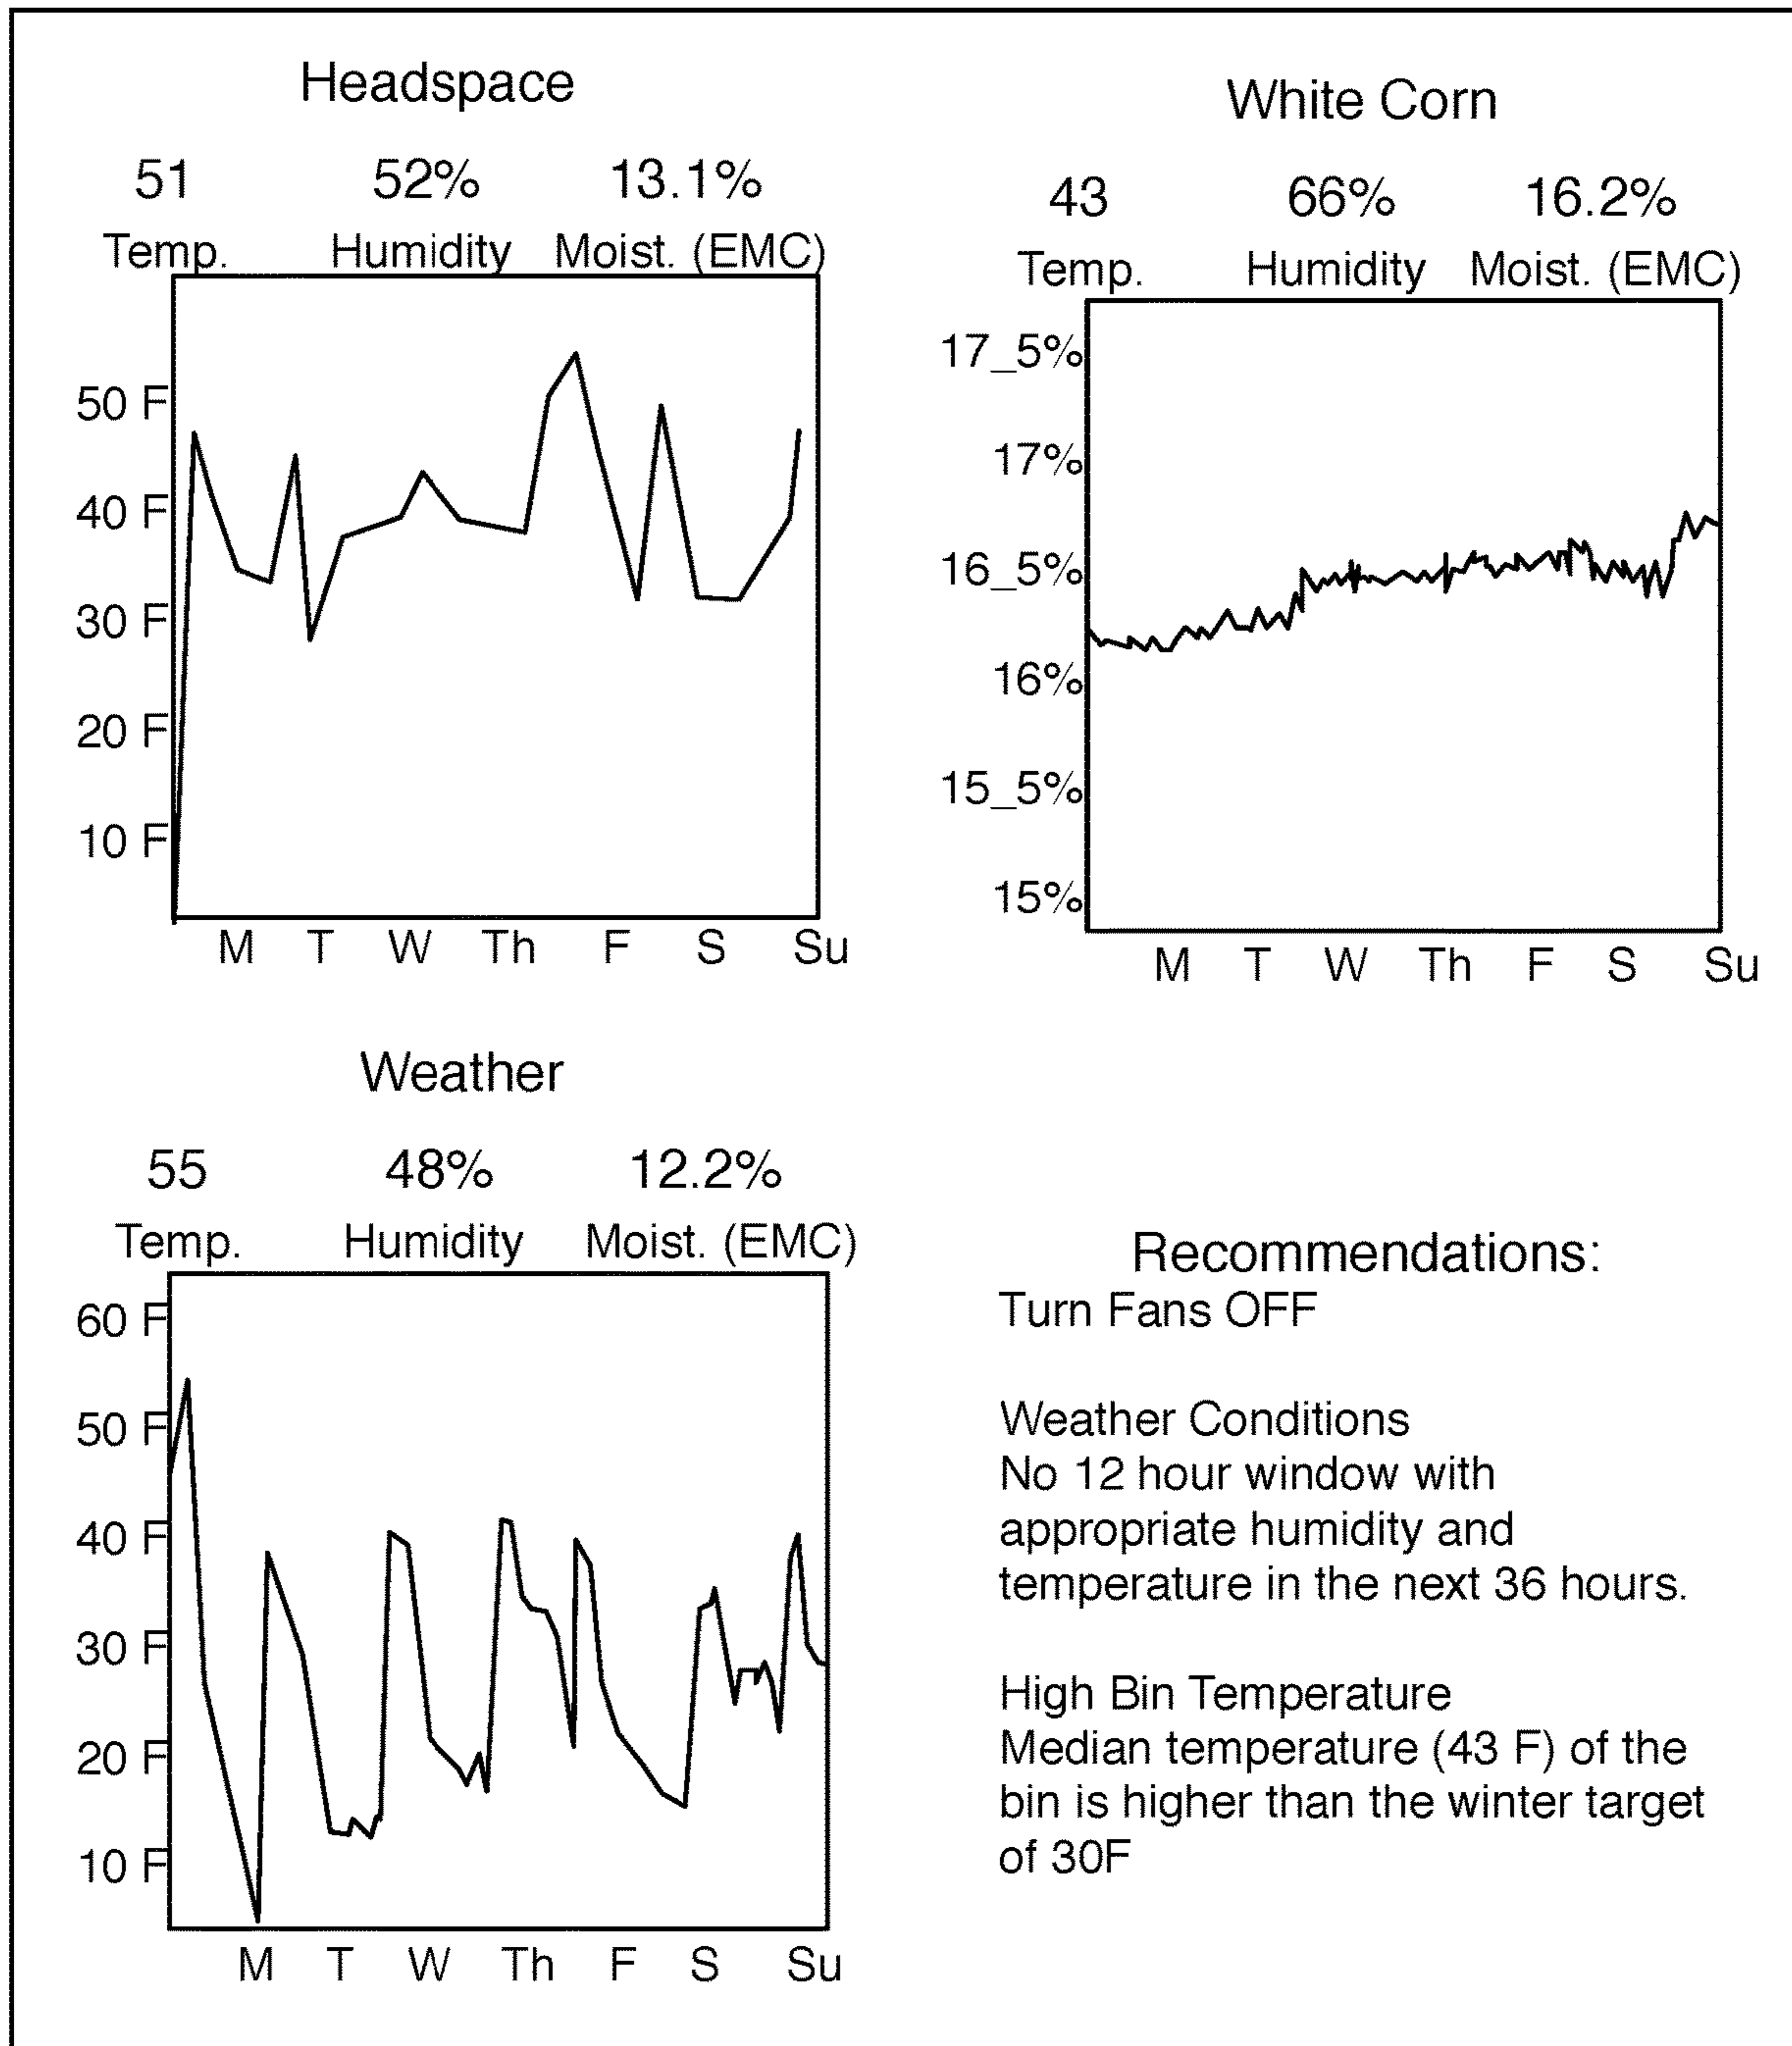 Headspace
51 52% 13.1%
Temp. Humidity Moist. (EMC)
50 F
40 F
30 F
20 F
10 F
M T W Th F S Su
White Corn
43 66% 16.2%
Temp. Humidity Moist. (EMC)
17_5%
17%
16_5%
16%
15_5%
15%
M T W Th F S Su
Weather
55 48% 12.2%
Temp. Humidity Moist. (EMC)
60 F
50 F
40 F
30 F
20 F
10 F
M T W Th F S Su
Recommendations:
Turn Fans OFF
Weather Conditions
No 12 hour window with
appropriate humidity and
temperature in the next 36 hours.
High Bin Temperature
Median temperature (43 F) of the
bin is higher than the winter target
of 30F